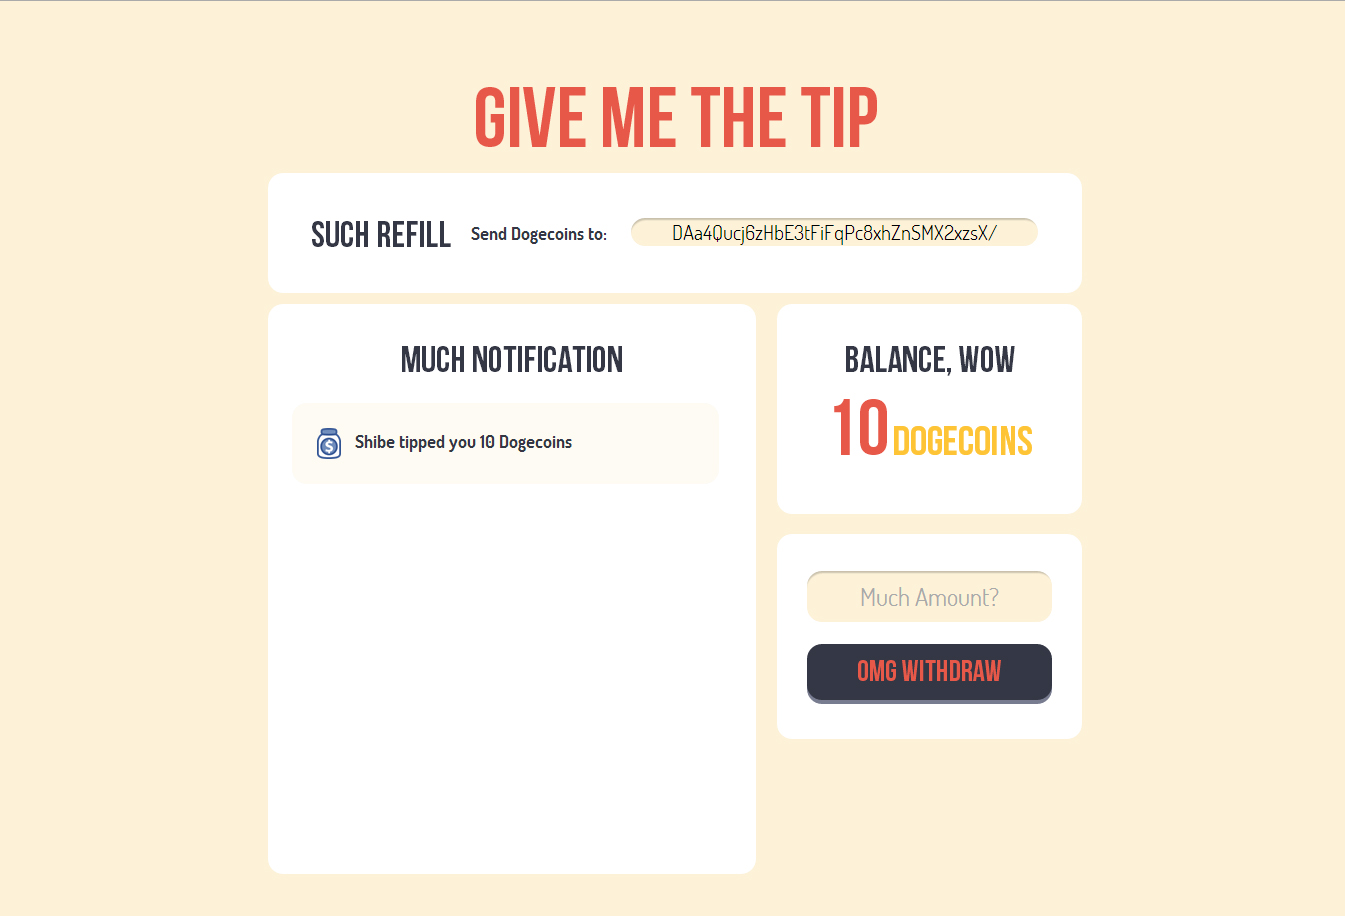 GIVE ME THE TIP
SUCH REFILL Send Dogecoins to: DAa4Qucj6zHbE3tFiFqPc8xhZnSMX2xzsX/
MUCH NOTIFICATION
$ Shibe tipped you 10 Dogecoins
BALANCE, WOW
10 DOGECOINS
Much Amount?
OMG WITHDRAW